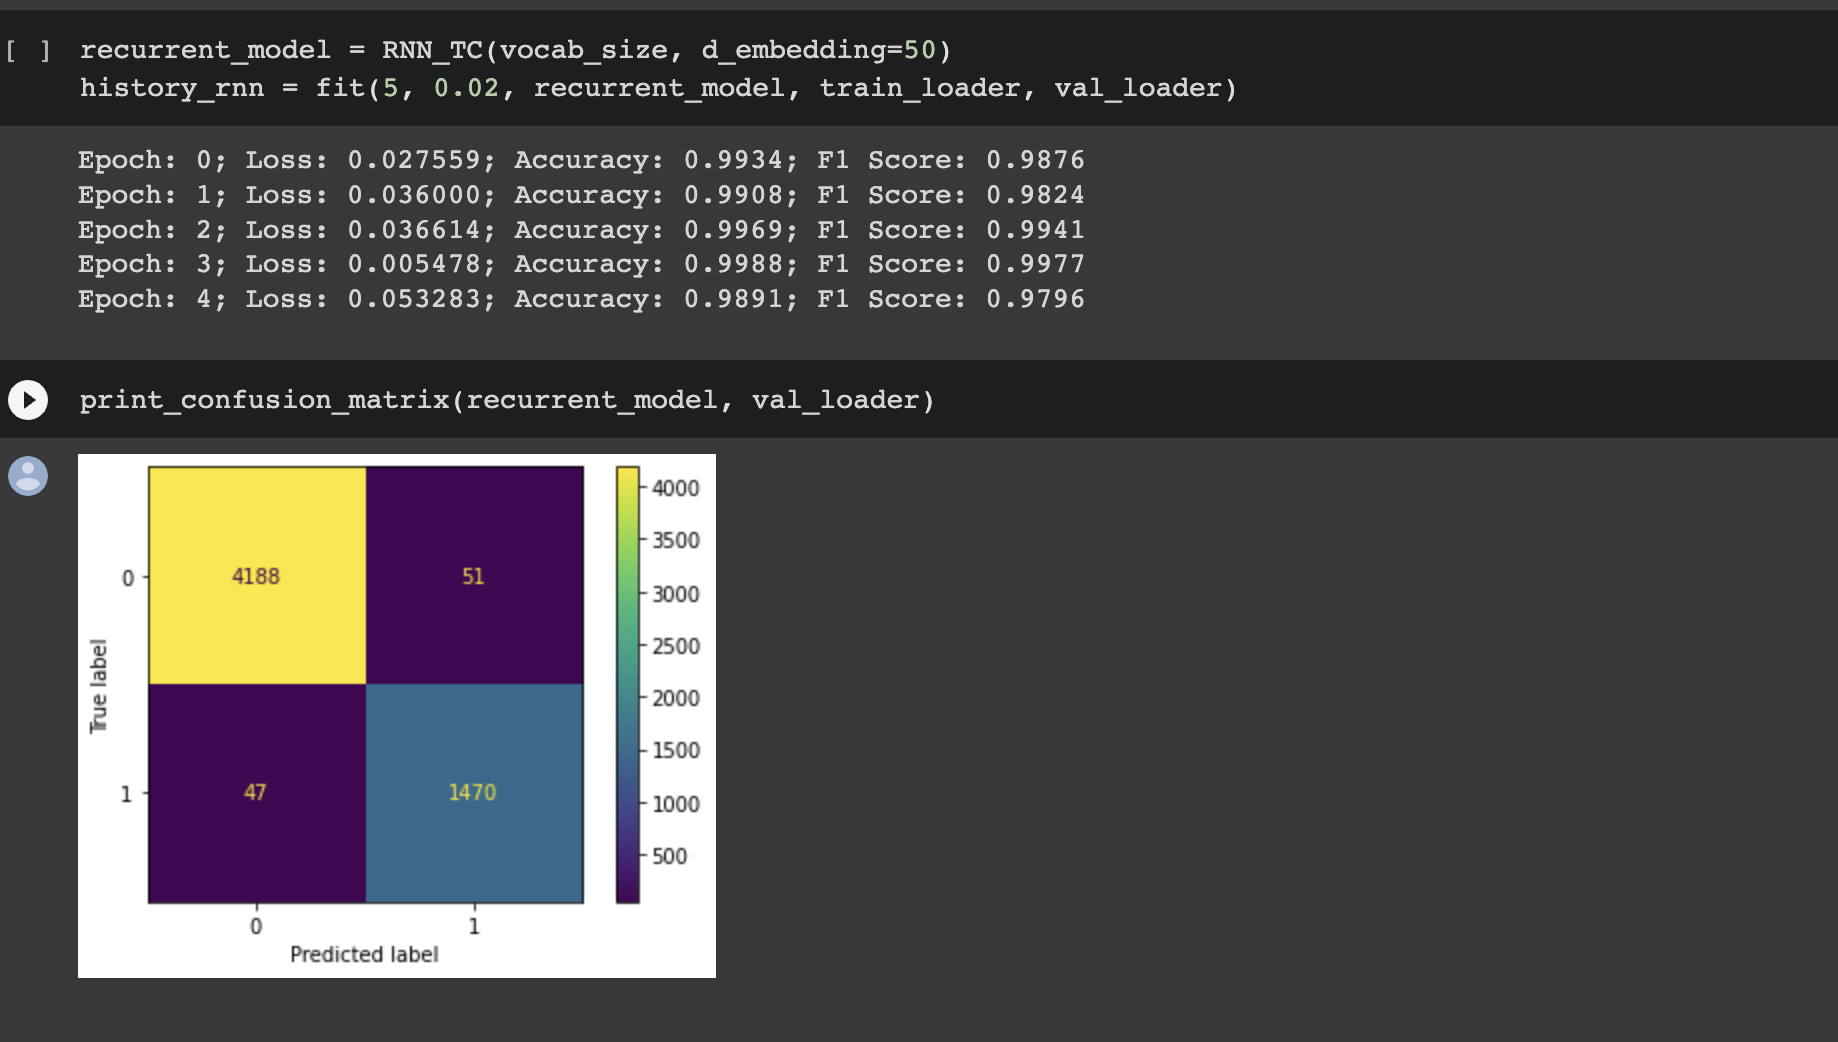 [ ] recurrent_model = RNN_TC(vocab_size, d_embedding=50)
history_rnn = fit(5, 0.02, recurrent_model, train_loader, val_loader)
Epoch: 0; Loss: 0.027559; Accuracy: 0.9934; F1 Score: 0.9876
Epoch: 1; Loss: 0.036000; Accuracy: 0.9908; F1 Score: 0.9824
Epoch: 2; Loss: 0.036614; Accuracy: 0.9969; F1 Score: 0.9941
Epoch: 3; Loss: 0.005478; Accuracy: 0.9988; F1 Score: 0.9977
Epoch: 4; Loss: 0.053283; Accuracy: 0.9891; F1 Score: 0.9796
print_confusion_matrix(recurrent_model, val_loader)
True label
0
4188
51
1
47
1470
0
1
Predicted label
4000
3500
3000
2500
2000
1500
1000
500